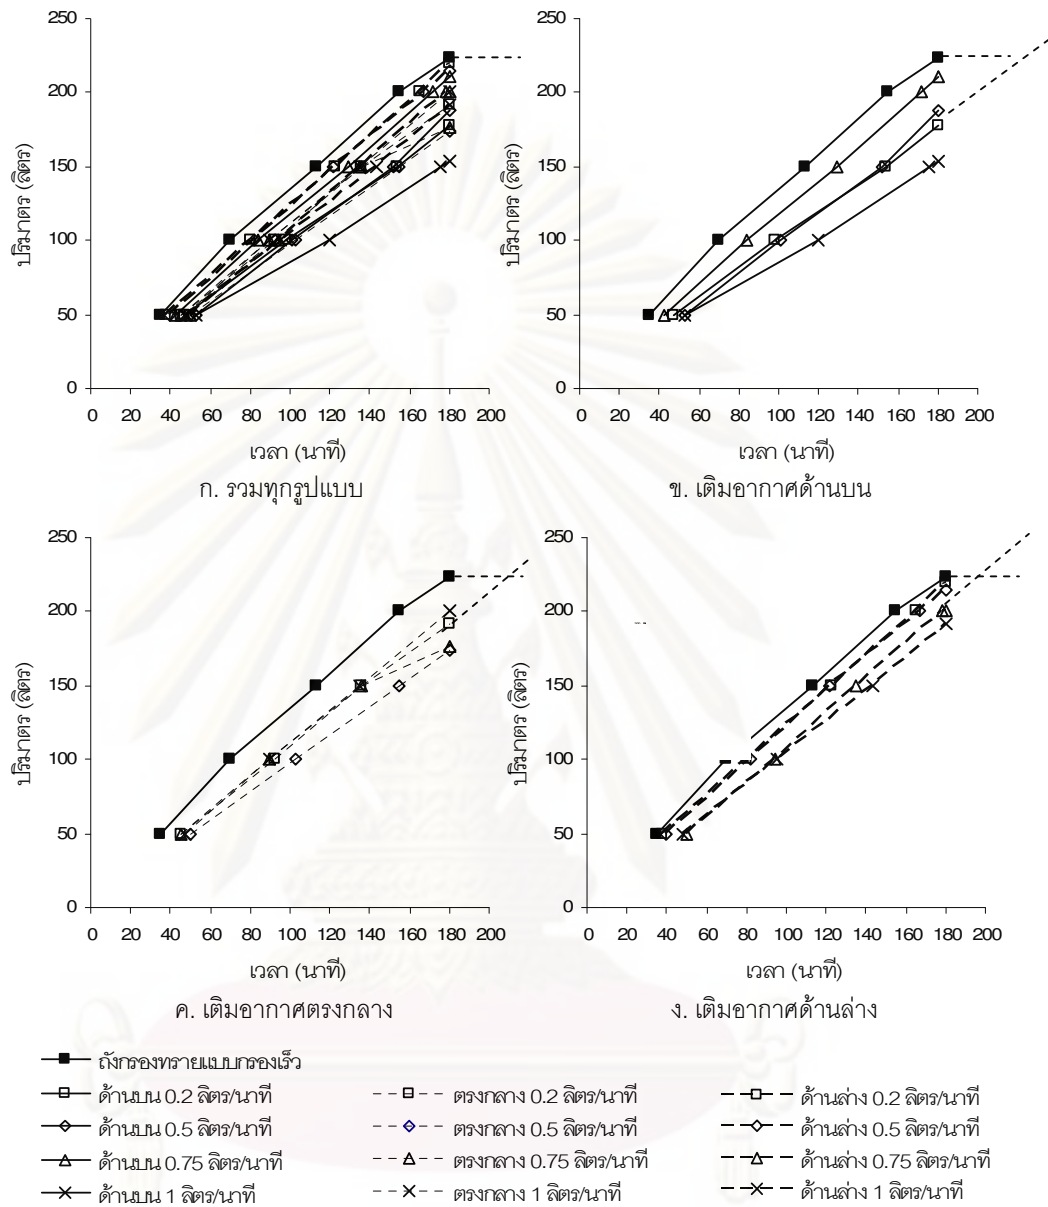 250
200
150
100
50
0
ปริมาตร (ลิตร)
0 20 40 60 80 100 120 140 160 180 200
เวลา (นาที)
ก. รวมทุกรูปแบบ
250
200
150
100
50
0
ปริมาตร (ลิตร)
0 20 40 60 80 100 120 140 160 180 200
เวลา (นาที)
ข. เติมอากาศด้านบน
250
200
150
100
50
0
ปริมาตร (ลิตร)
0 20 40 60 80 100 120 140 160 180 200
เวลา (นาที)
ค. เติมอากาศตรงกลาง
250
200
150
100
50
0
ปริมาตร (ลิตร)
0 20 40 60 80 100 120 140 160 180 200
เวลา (นาที)
ง. เติมอากาศด้านล่าง
ถังกรองทรายแบบกรองเร็ว
ด้านบน 0.2 ลิตร/นาที
ตรงกลาง 0.2 ลิตร/นาที
ด้านล่าง 0.2 ลิตร/นาที
ด้านบน 0.5 ลิตร/นาที
ตรงกลาง 0.5 ลิตร/นาที
ด้านล่าง 0.5 ลิตร/นาที
ด้านบน 0.75 ลิตร/นาที
ตรงกลาง 0.75 ลิตร/นาที
ด้านล่าง 0.75 ลิตร/นาที
ด้านบน 1 ลิตร/นาที
ตรงกลาง 1 ลิตร/นาที
ด้านล่าง 1 ลิตร/นาที